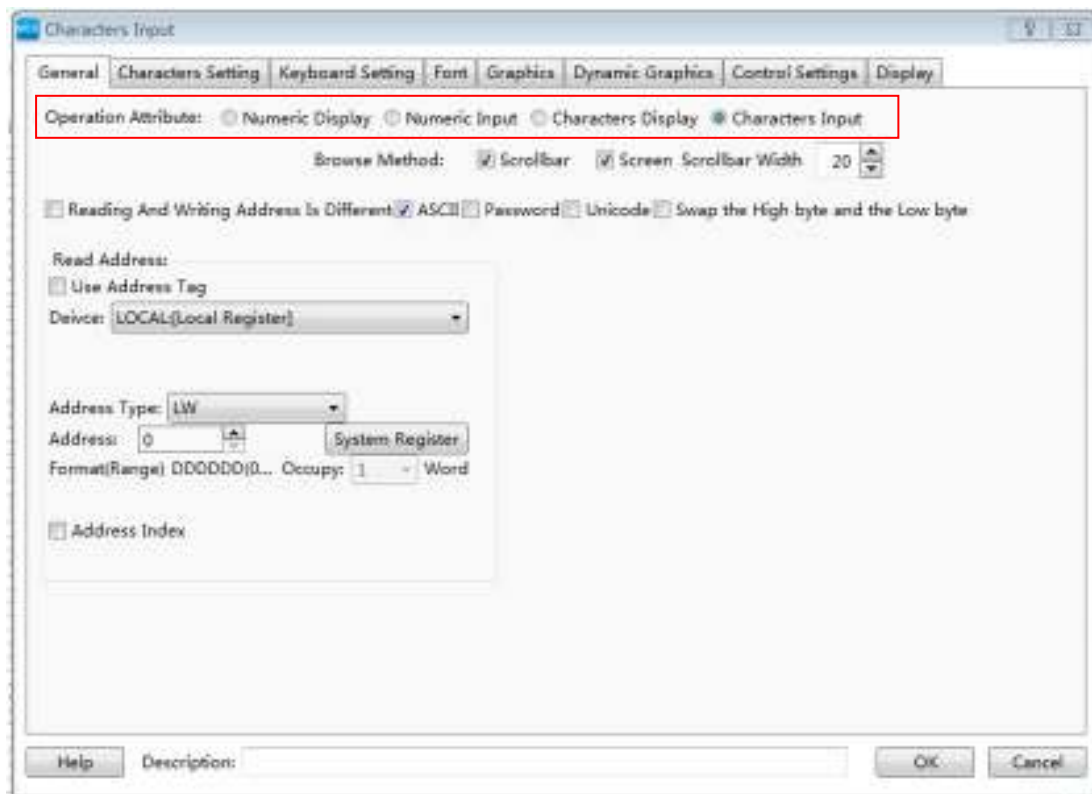 Characters Input
General Characters Setting Keyboard Setting Font Graphics Dynamic Graphics Control Settings Display
Operation Attribute: Numeric Display Numeric Input Characters Display Characters Input
Browse Method: Scrollbar Screen Scrollbar Width 20
Reading And Writing Address Is Different ASCII Password Unicode Swap the High byte and the Low byte
Read Address:
Use Address Tag
Deivce: LOCAL:[Local Register]
Address Type: LW
Address: 0 System Register
Format(Range) DDDDDD(0... Occupy: 1 Word
Address Index
Help Description: OK Cancel